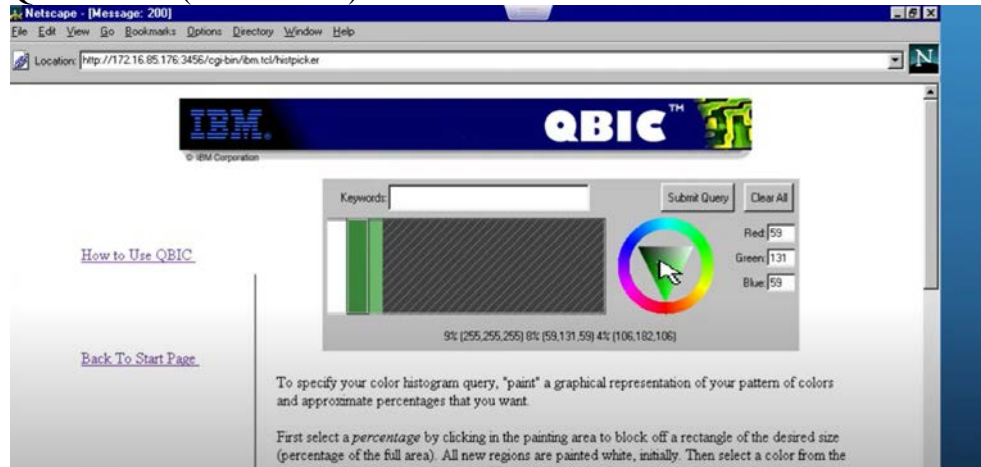 Netscape - [Message: 200]
File Edit View Go Bookmarks Options Directory Window Help
Location: http://172.16.85.176:3456/cgi-bin/ibm.tcl/histpicker
N
IBM. QBIC™
© IBM Corporation
Keywords: Submit Query Clear All
Red: 59
How to Use QBIC Green: 131
Blue: 59
9% (255,255,255) 8% (59,131,59) 4% (106,182,106)
Back To Start Page
To specify your color histogram query, "paint" a graphical representation of your pattern of colors
and approximate percentages that you want.
First select a percentage by clicking in the painting area to block off a rectangle of the desired size
(percentage of the full area). All new regions are painted white, initially. Then select a color from the